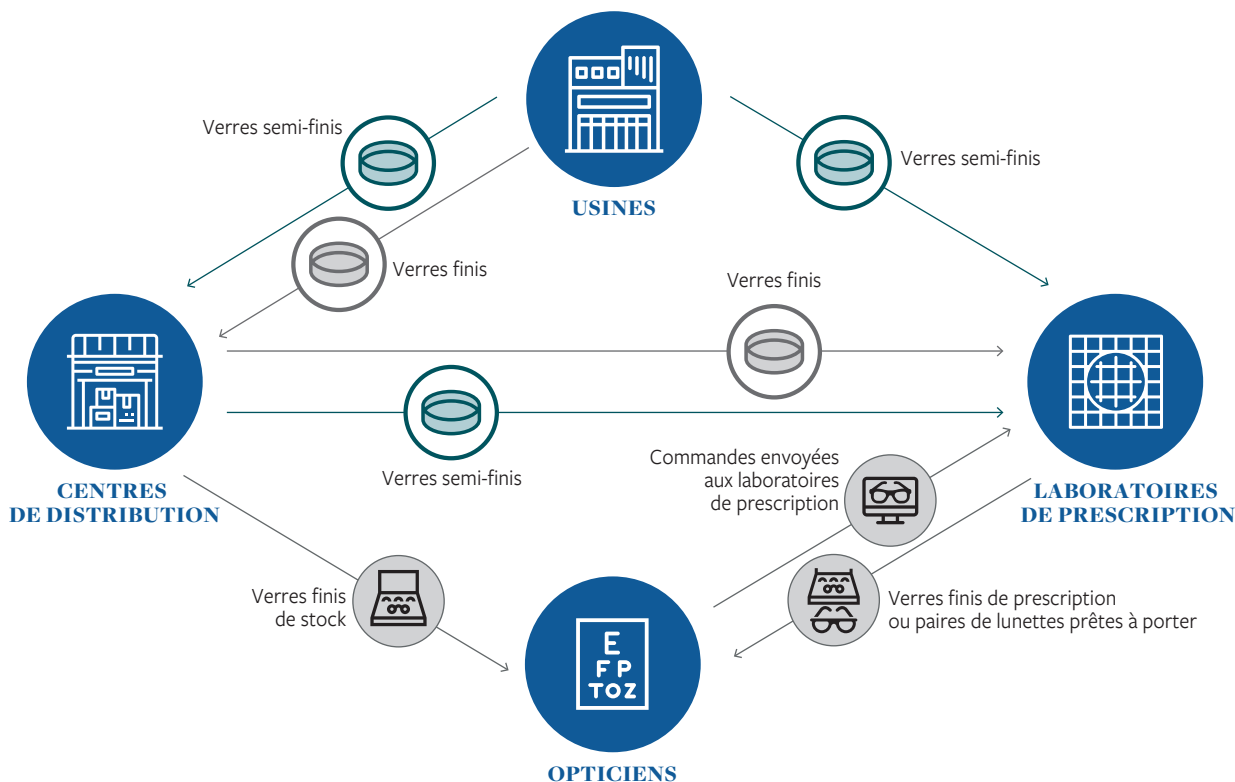 Verres semi-finis
Verres semi-finis
USINES
Verres finis
Verres finis
Verres semi-finis
CENTRES
DE DISTRIBUTION
Commandes envoyées
aux laboratoires
de prescription
LABORATOIRES
DE PRESCRIPTION
Verres finis
de stock
Verres finis de prescription
ou paires de lunettes prêtes à porter
E
F P
TOZ
OPTICIENS